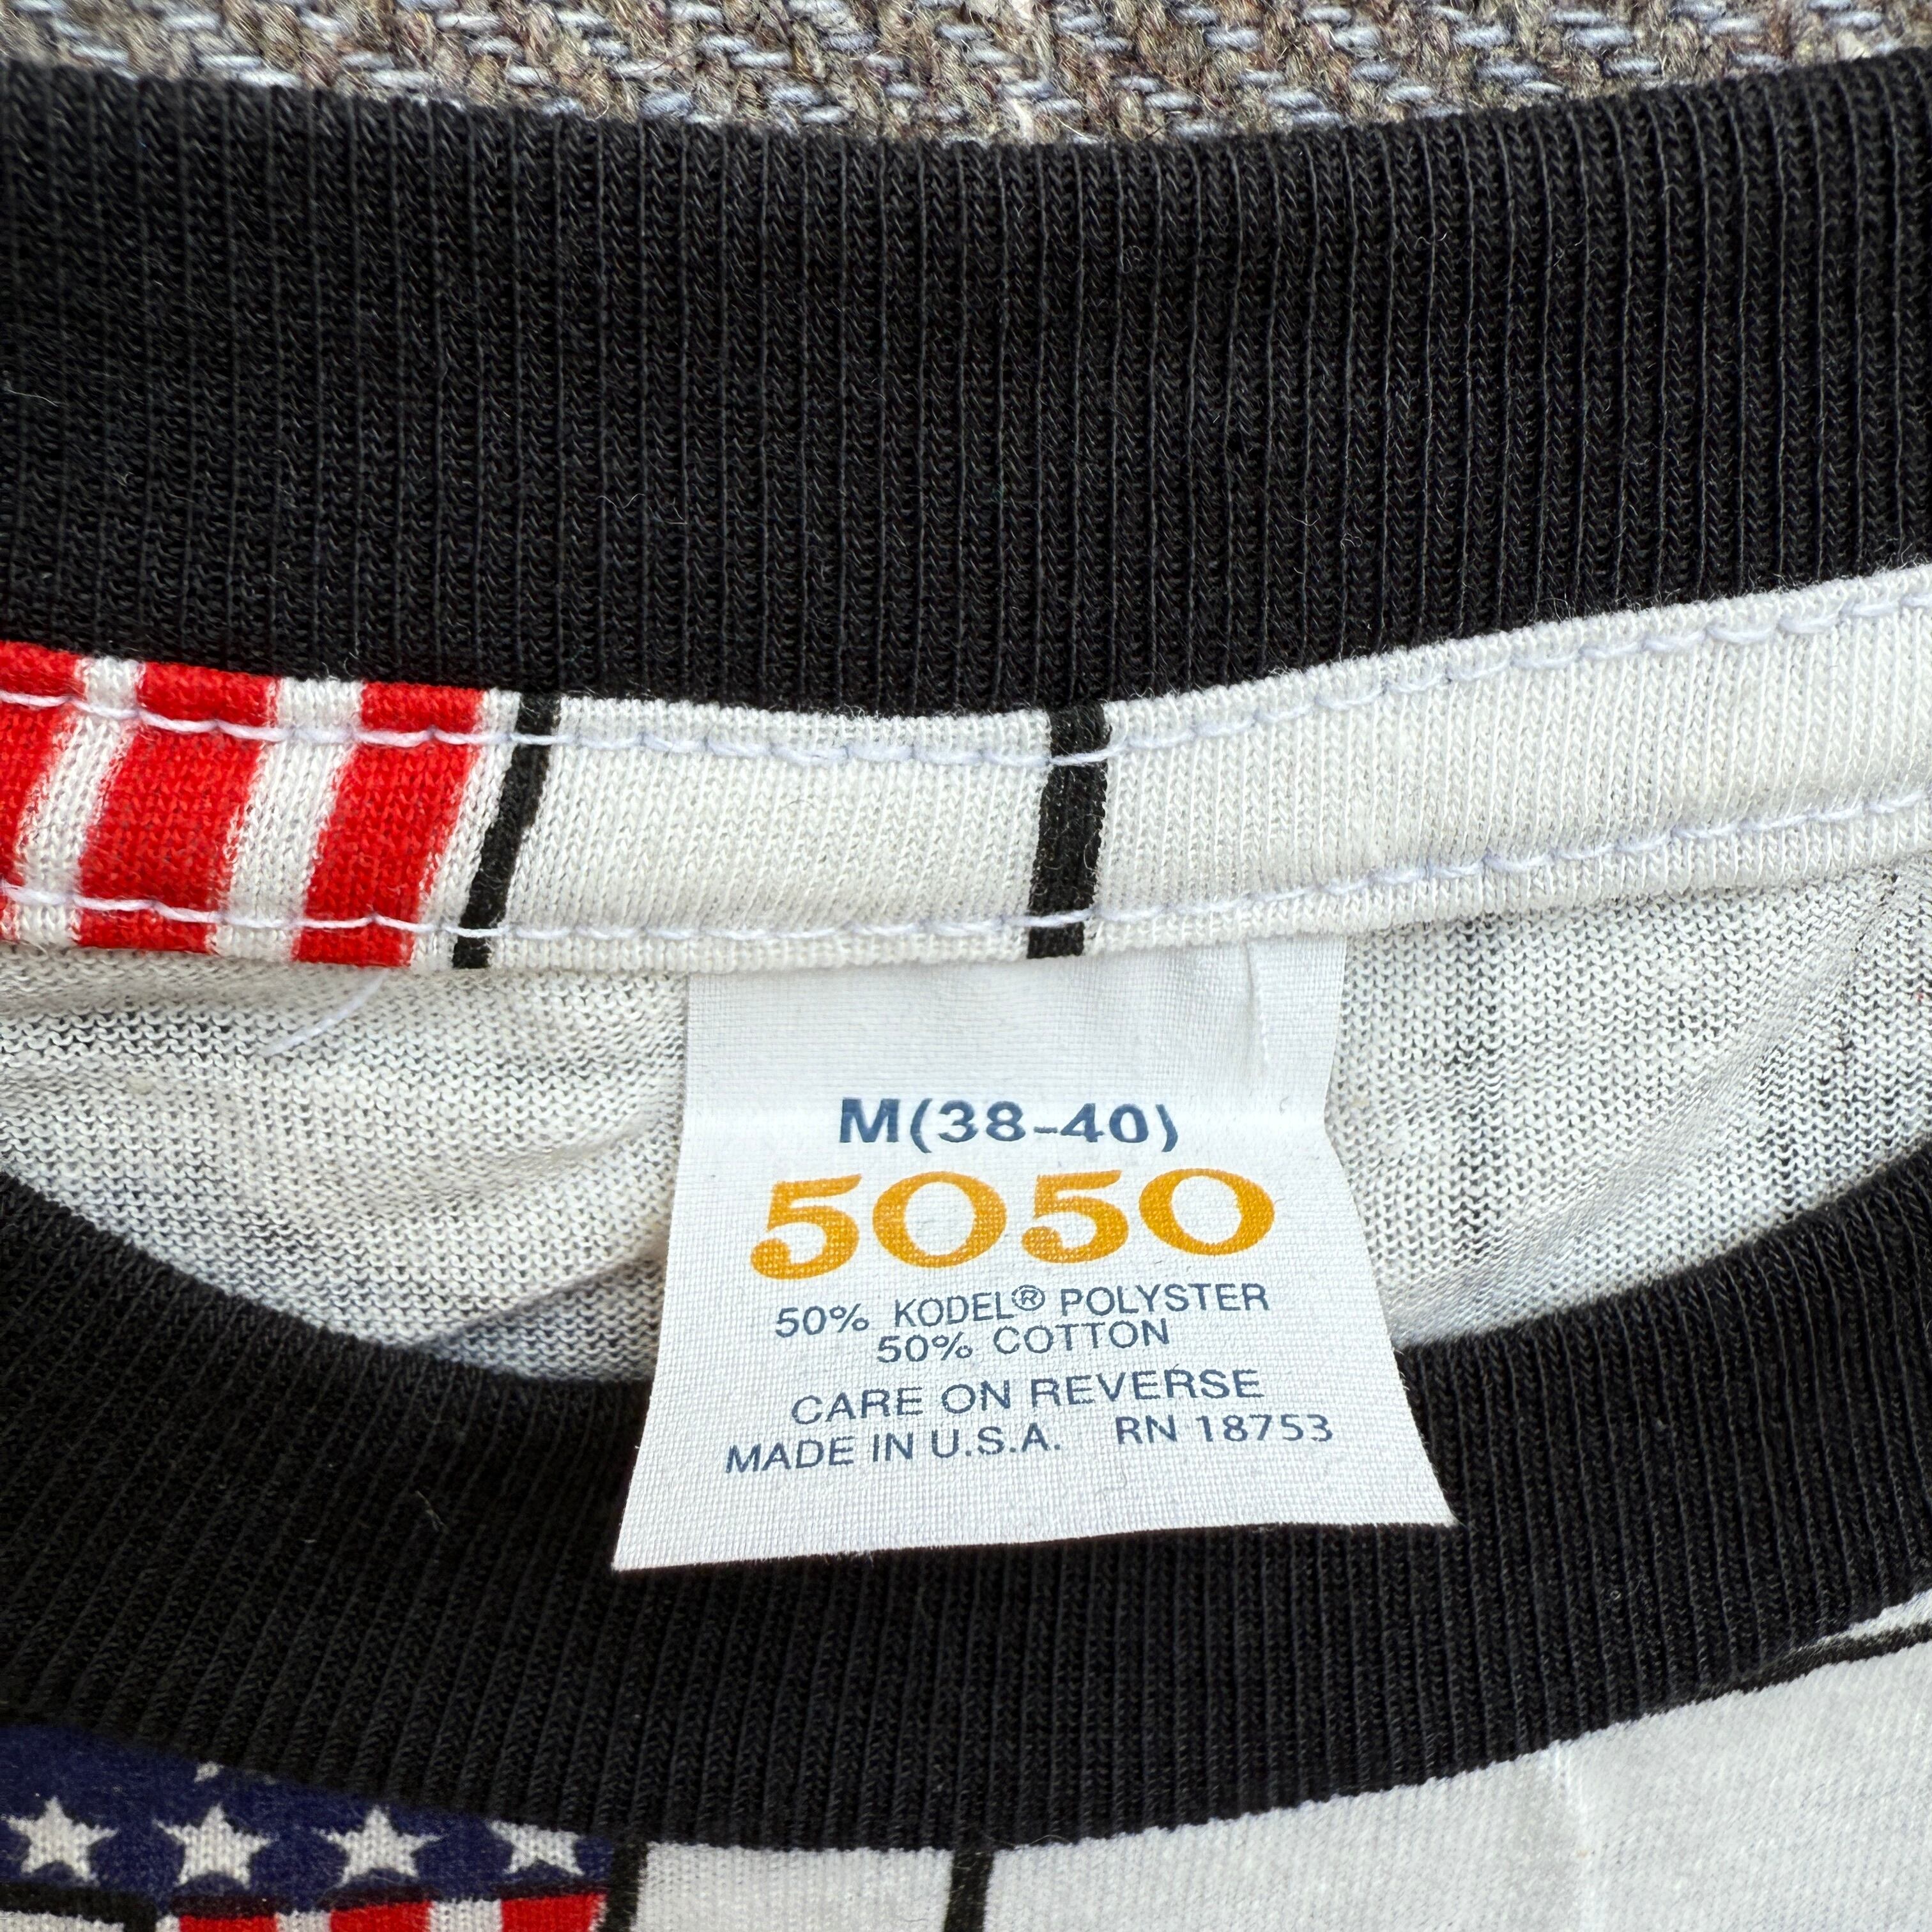 M(38-40)
5050
50% KODEL® POLYSTER
50% COTTON
CARE ON REVERSE
MADE IN U.S.A. RN 18753